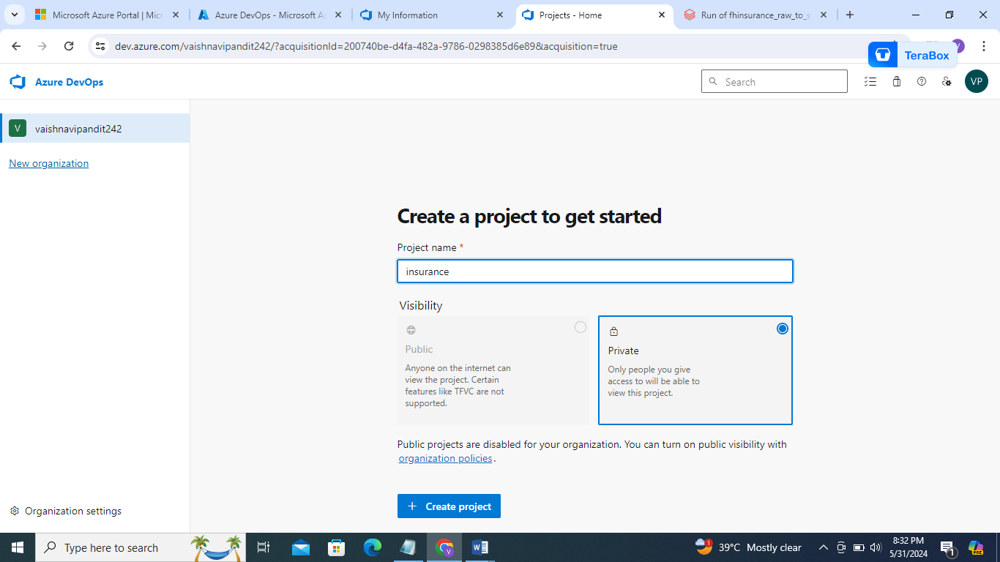 Microsoft Azure Portal | Micr
Azure DevOps - Microsoft Az
My Information
Projects - Home
Run of fhinsurance_raw_to_s
dev.azure.com/vaishnavipandit242/?acquisitionId=200740be-d4fa-482a-9786-0298385d6e89&acquisition=true
TeraBox
Azure DevOps
Search
VP
V vaishnavipandit242
New organization
Create a project to get started
Project name *
insurance
Visibility
Public
Anyone on the internet can
view the project. Certain
features like TFVC are not
supported.
Private
Only people you give
access to will be able to
view this project.
Public projects are disabled for your organization. You can turn on public visibility with
organization policies.
+ Create project
Organization settings
Type here to search
1
39°C Mostly clear
8:32 PM
5/31/2024
1
PRE